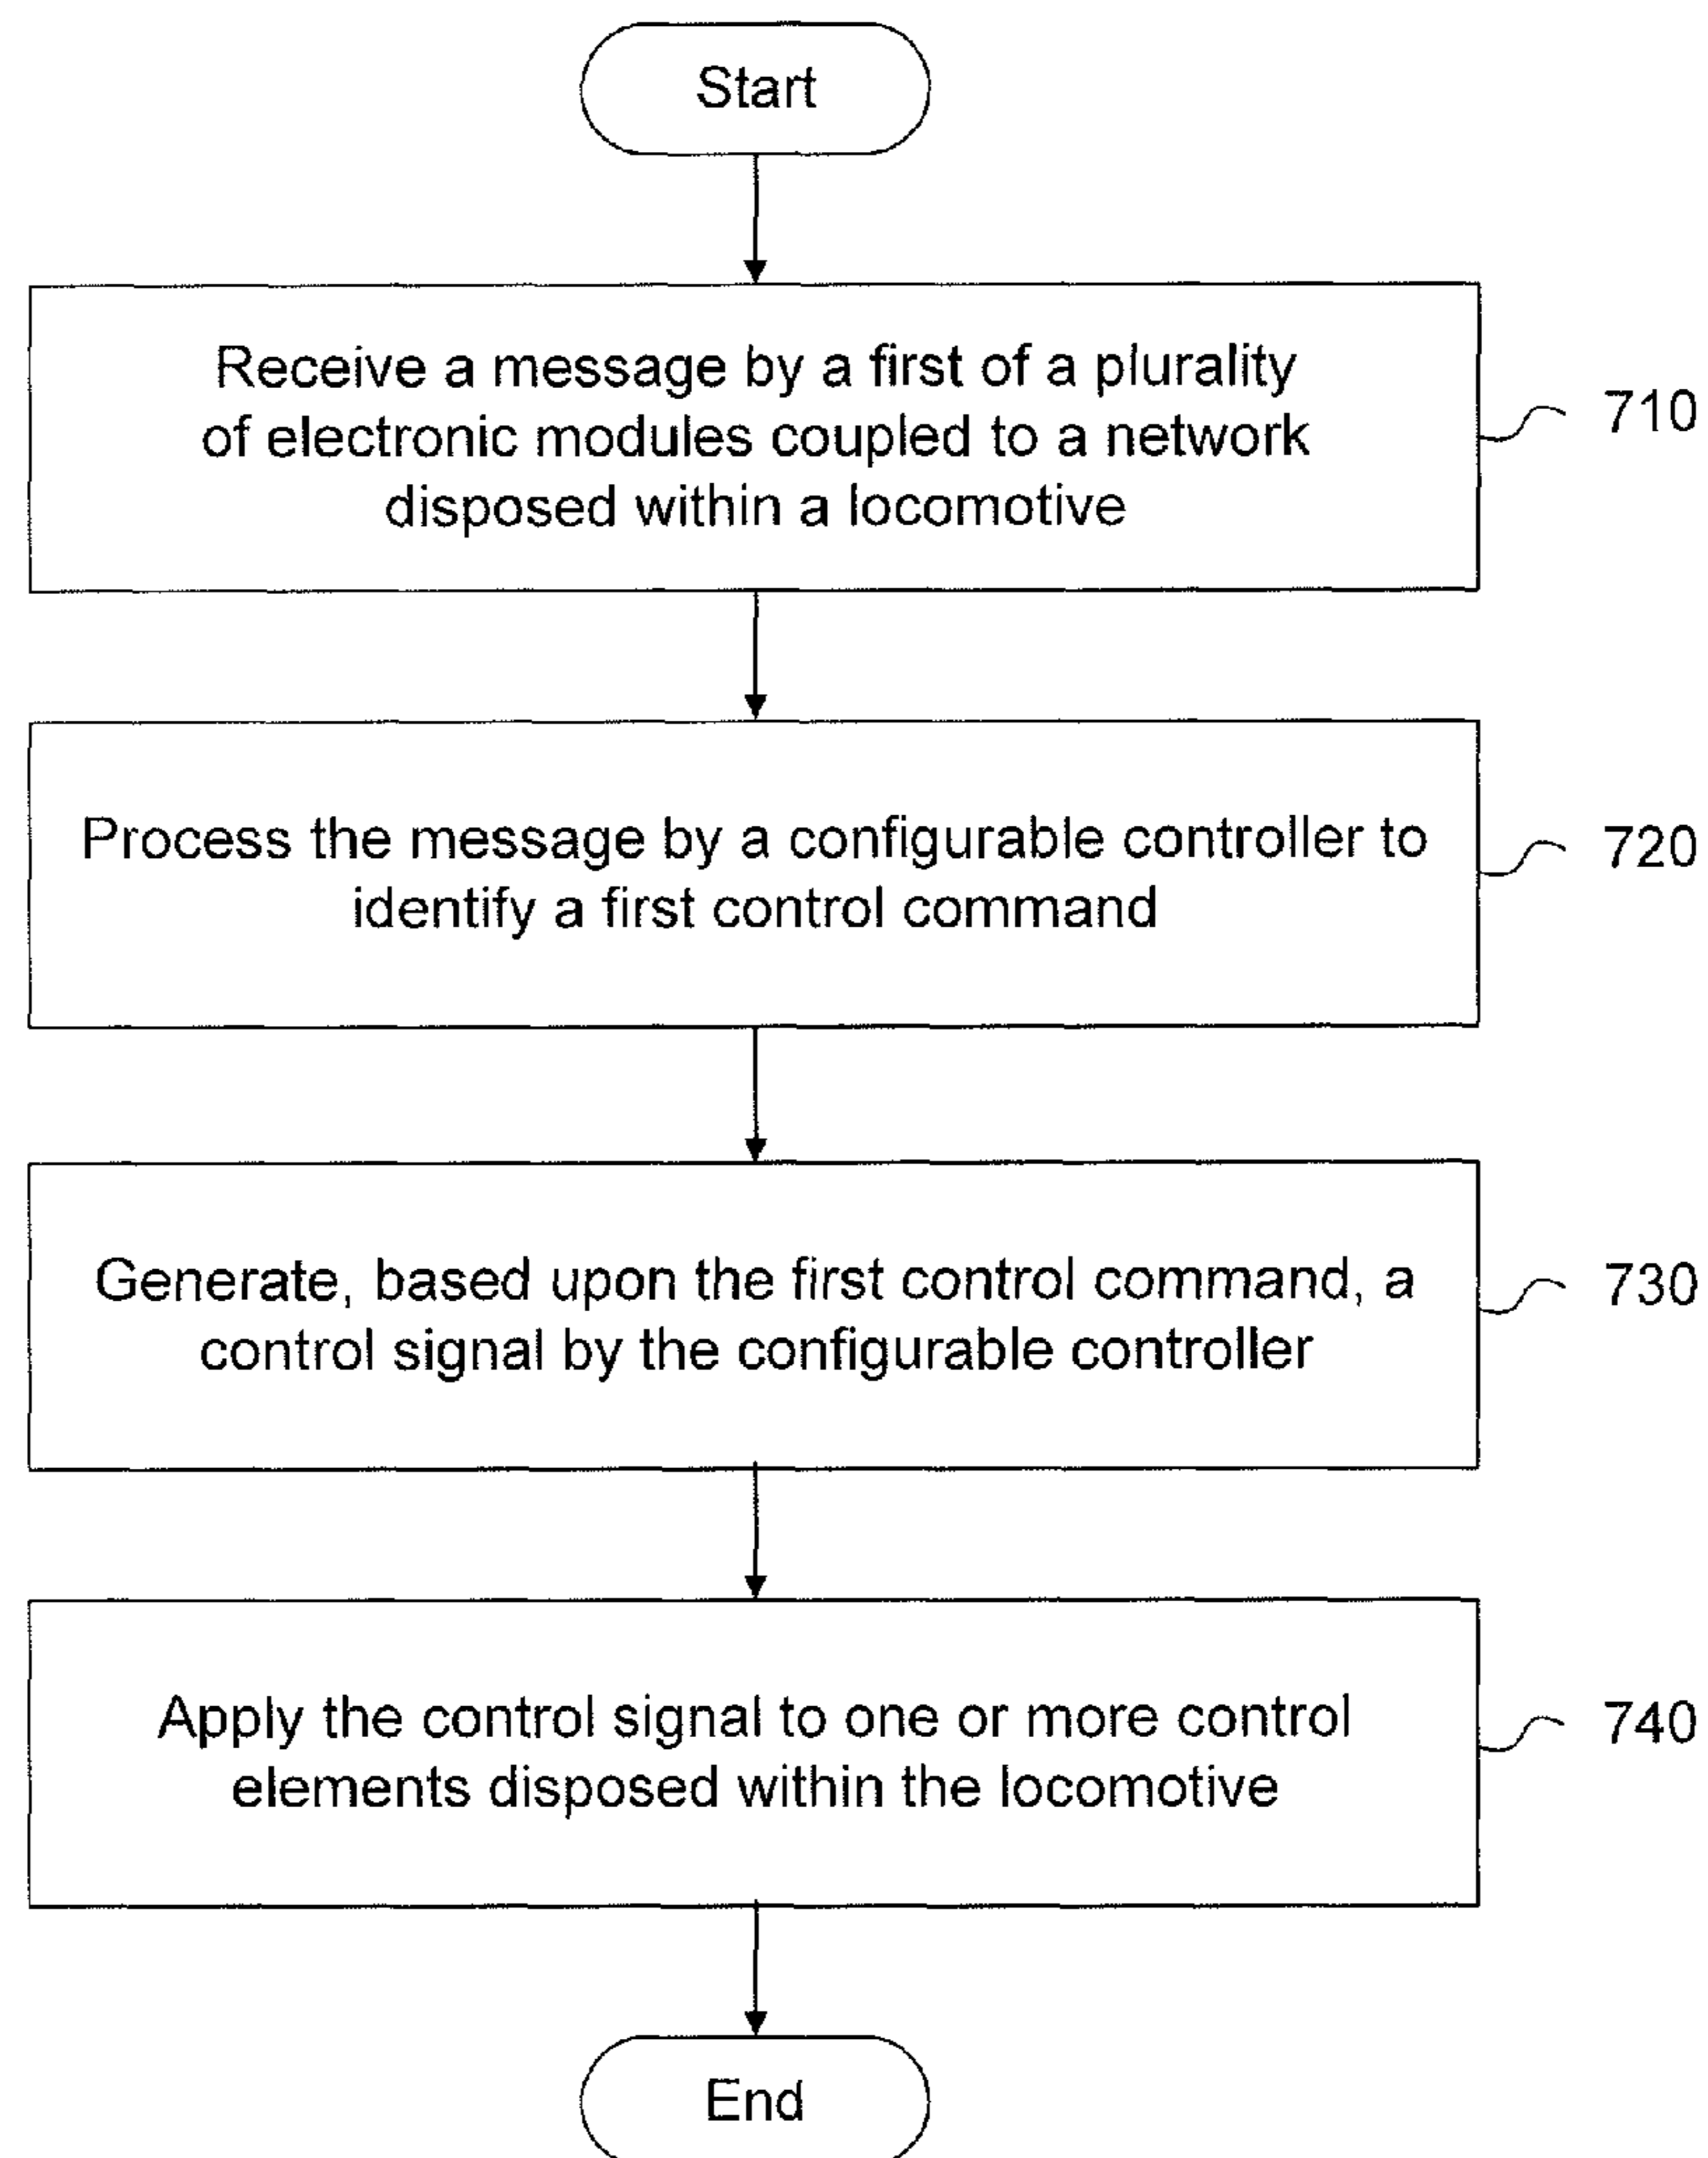 Start
Receive a message by a first of a plurality
of electronic modules coupled to a network
disposed within a locomotive
710
Process the message by a configurable controller to
identify a first control command
720
Generate, based upon the first control command, a
control signal by the configurable controller
730
Apply the control signal to one or more control
elements disposed within the locomotive
740
End